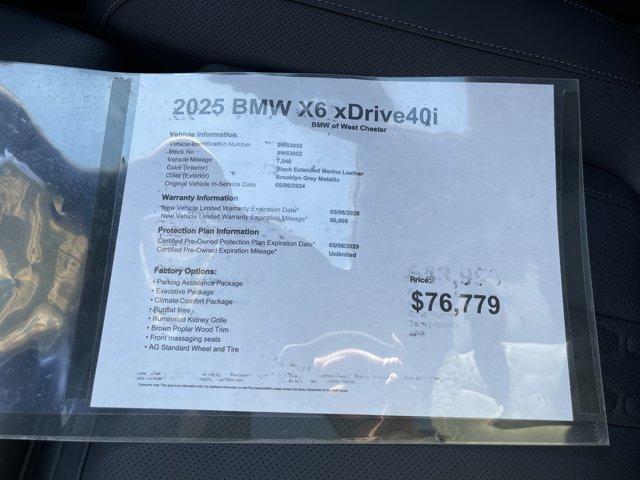 2025 BMW X6 xDrive40i
BMW of West Chester
Vehicle Information
Vehicle Identification Number 9W53052
Stock No 9W53052
Vehicle Mileage 7,040
Color (Interior) Black Extended Merino Leather
Color (Exterior) Brooklyn Grey Metallic
Original Vehicle In-Service Date 05/06/2024
Warranty Information
New Vehicle Limited Warranty Expiration Date* 05/06/2028
New Vehicle Limited Warranty Expiration Mileage* 50,000
Protection Plan Information
Certified Pre-Owned Protection Plan Expiration Date* 05/06/2029
Certified Pre-Owned Expiration Mileage* Unlimited
Factory Options:
• Parking Assistance Package
• Executive Package
• Climate Comfort Package
• Runflat tires
• Illuminated Kidney Grille
• Brown Poplar Wood Trim
• Front massaging seats
• AG Standard Wheel and Tire
Price:
$76,779